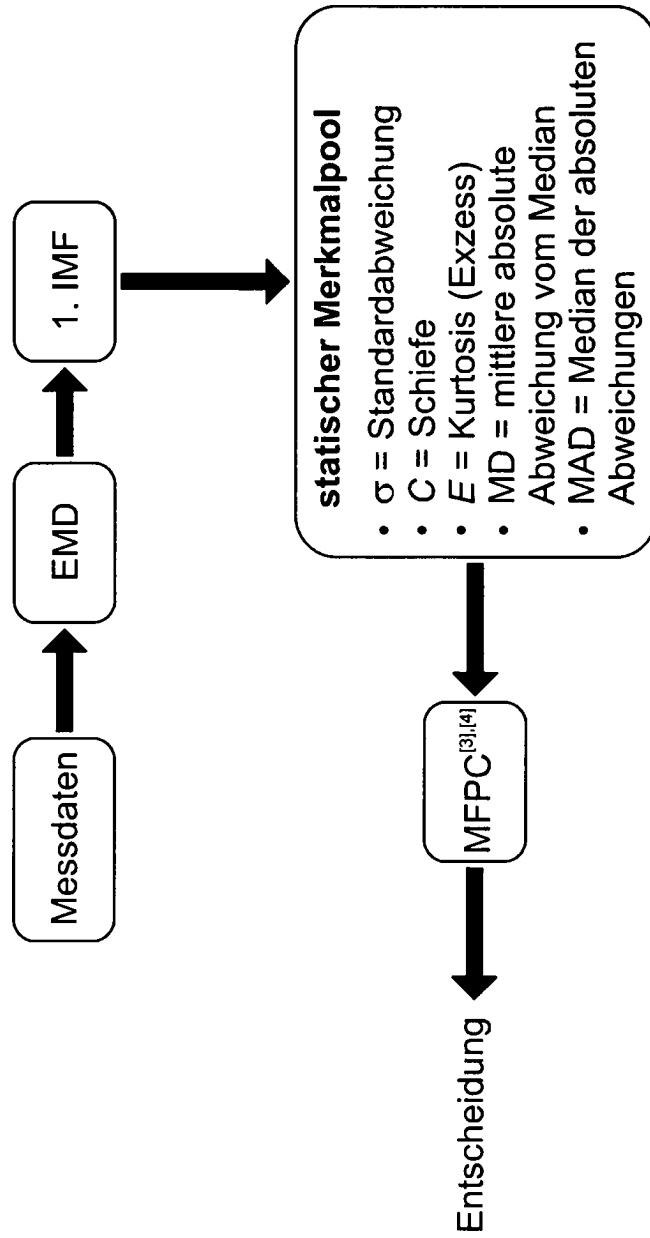 Messdaten
EMD
1. IMF
statischer Merkmalpool
• σ = Standardabweichung
• C = Schiefe
• E = Kurtosis (Exzess)
• MD = mittlere absolute
Abweichung vom Median
• MAD = Median der absoluten
Abweichungen
MFPC[3],[4]
Entscheidung